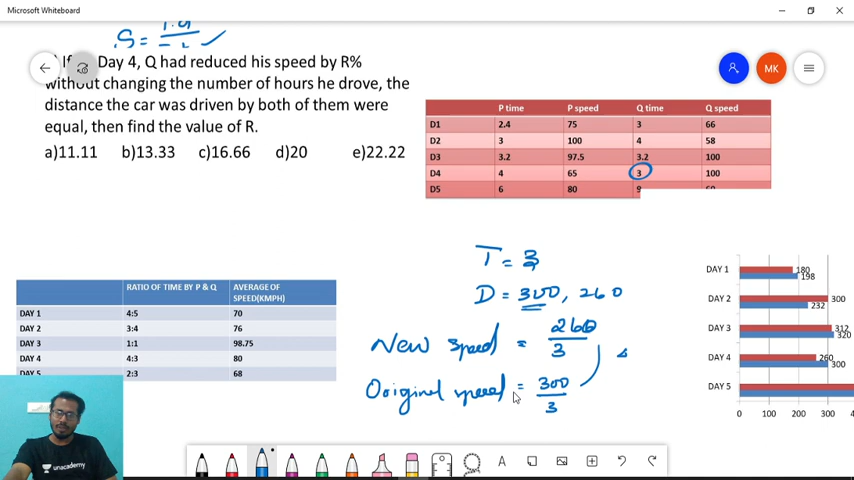 Microsoft Whiteboard
S =
Day 4, Q had reduced his speed by R%
without changing the number of hours he drove, the
distance the car was driven by both of them were
equal, then find the value of R.
a)11.11 b)13.33 c)16.66 d)20 e)22.22
MK
P time P speed Q time Q speed
D1 2.4 75 3 66
D2 3 100 4 58
D3 3.2 97.5 3.2 100
D4 4 65 3 100
D5 6 80
T = 3
D = 300, 260
New speed = 260/3
Original speed = 300/3
RATIO OF TIME BY P & Q AVERAGE OF SPEED(KMPH)
DAY 1 4:5 70
DAY 2 3:4 76
DAY 3 1:1 98.75
DAY 4 4:3 80
DAY 5 2:3 68
DAY 1 180 198
DAY 2 300 232
DAY 3 312 320
DAY 4 260 300
DAY 5
0 100 200 300
unacademy
A